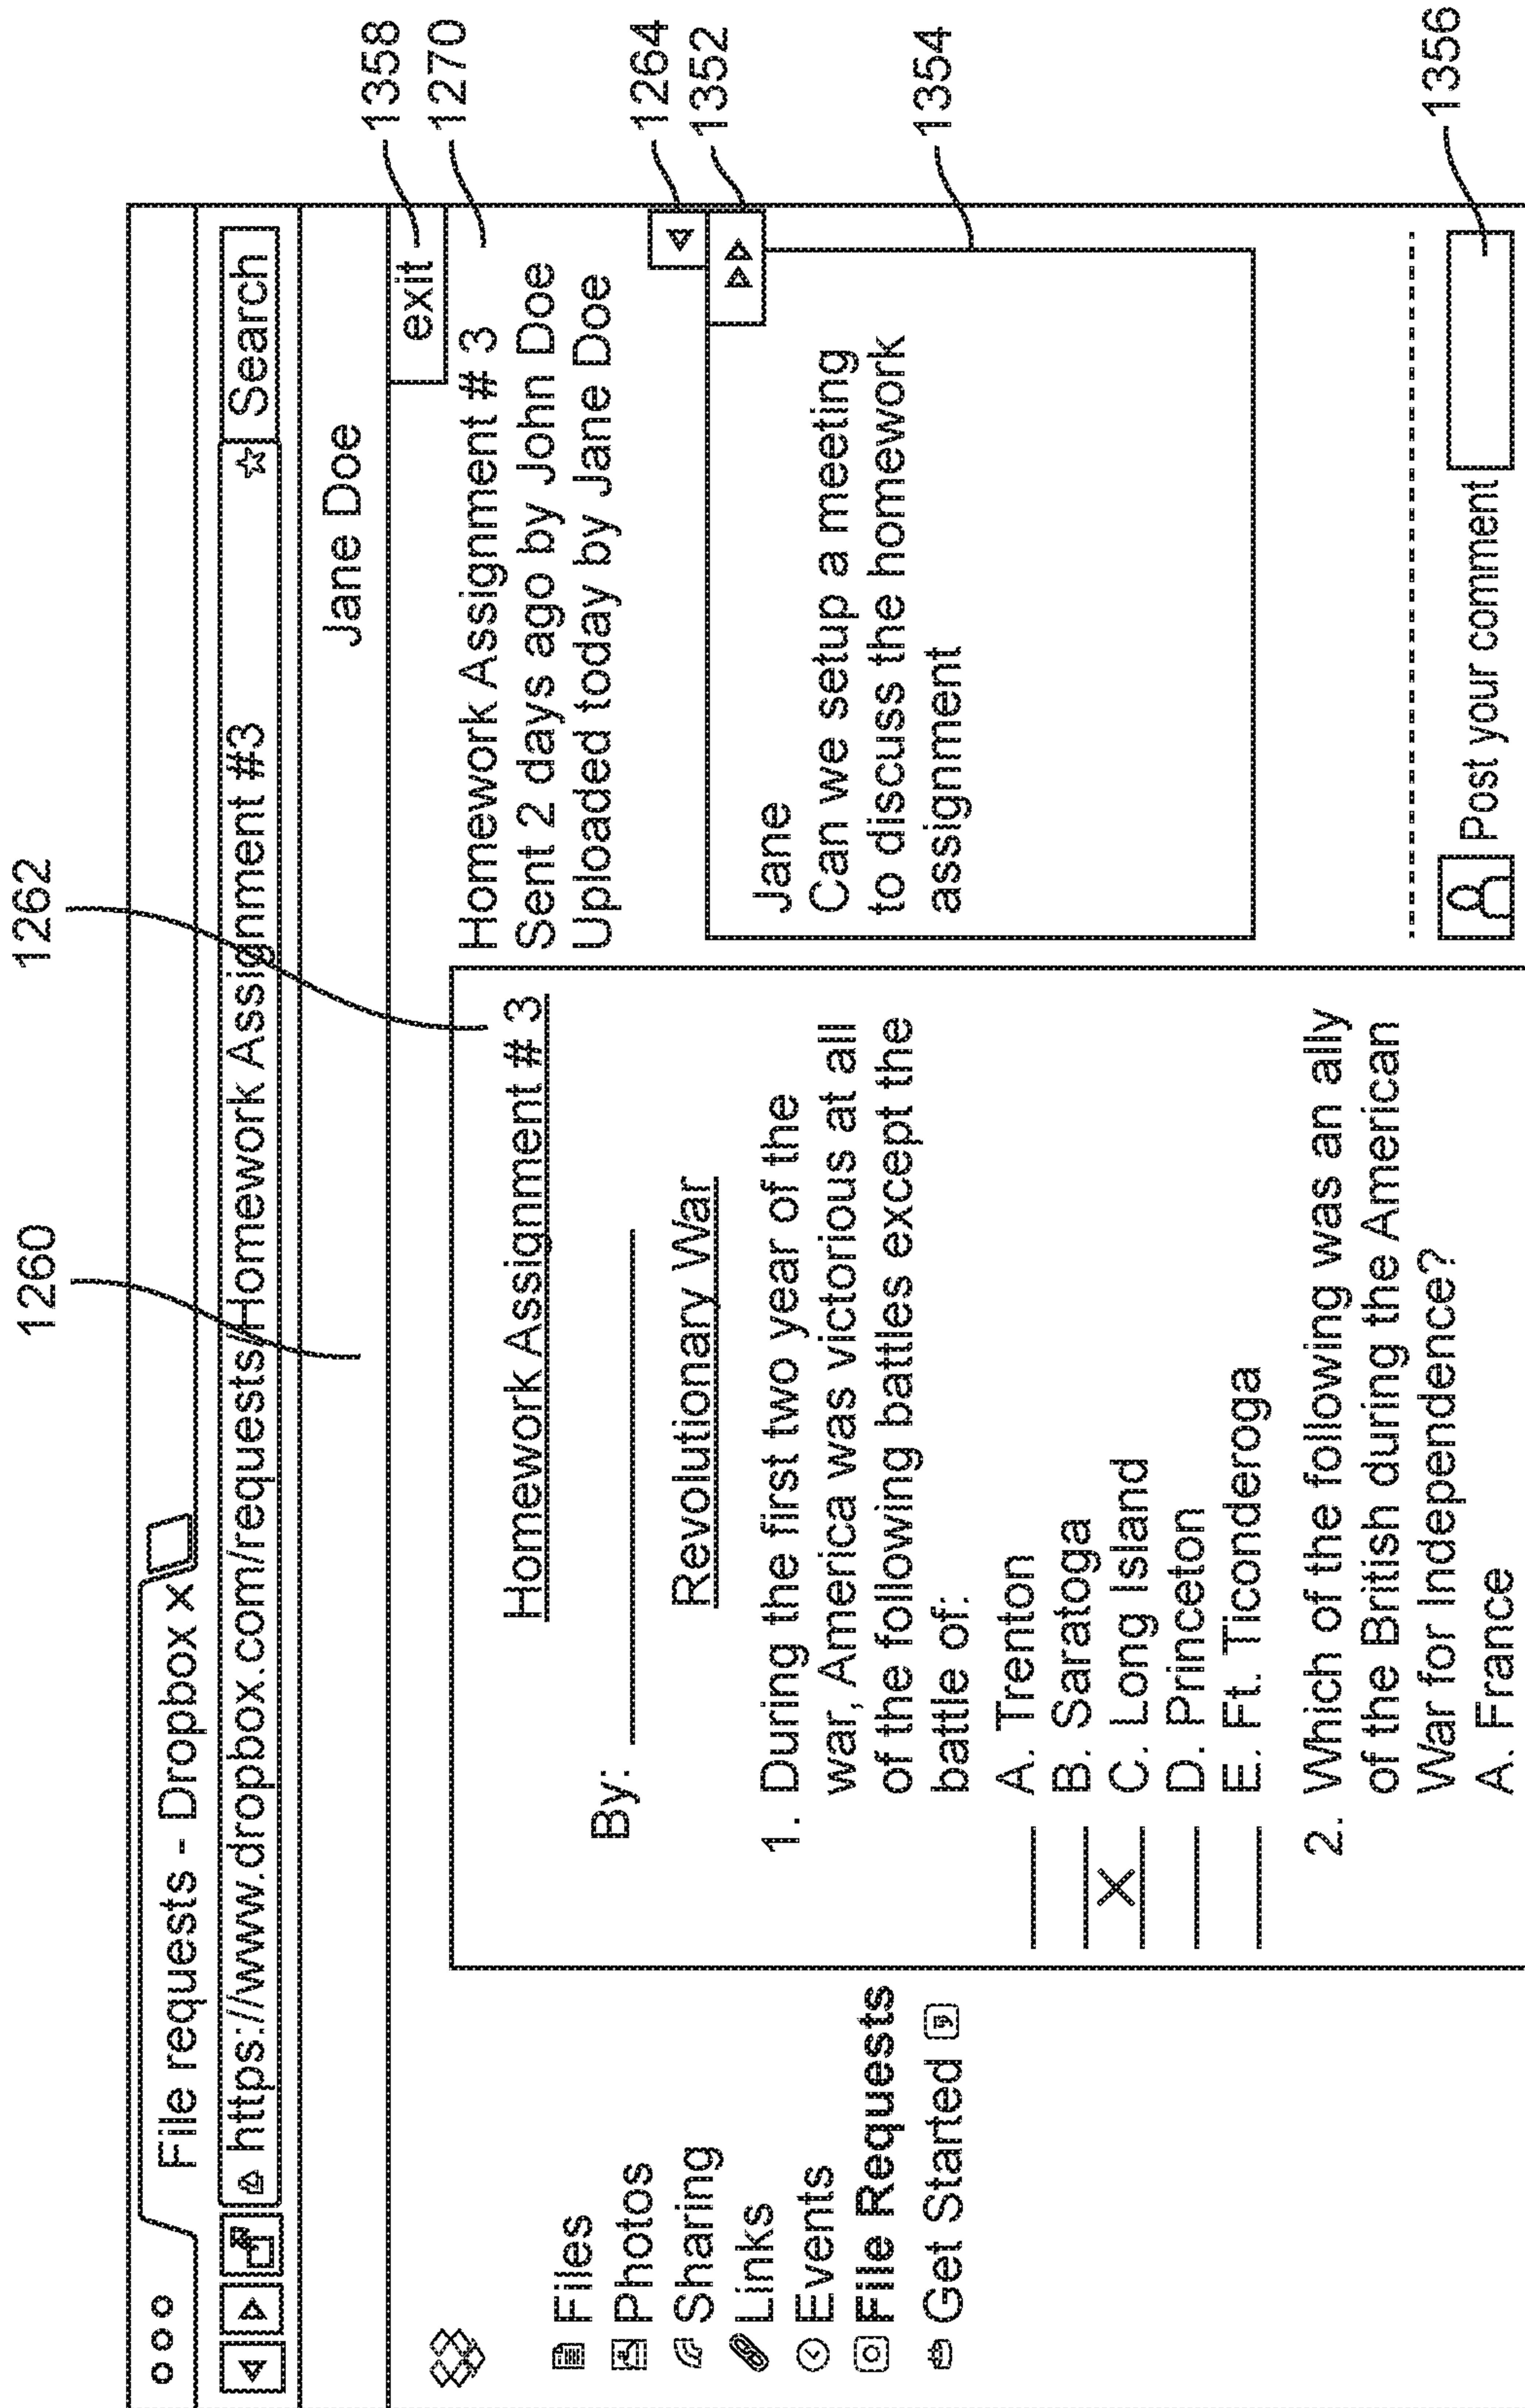 1260
1262
File requests - Dropbox x
https://www.dropbox.com/requests/Homework Assignment #3
Search
Jane Doe
exit
1358
1270
Files
Photos
Sharing
Links
Events
File Requests
Get Started
Homework Assignment # 3
By:
Revolutionary War
1. During the first two year of the
war, America was victorious at all
of the following battles except the
battle of:
A. Trenton
B. Saratoga
X C. Long Island
D. Princeton
E. Ft. Ticonderoga
2. Which of the following was an ally
of the British during the American
War for Independence?
A. France
Homework Assignment # 3
Sent 2 days ago by John Doe
Uploaded today by Jane Doe
1264
1352
Jane
Can we setup a meeting
to discuss the homework
assignment
1354
Post your comment
1356